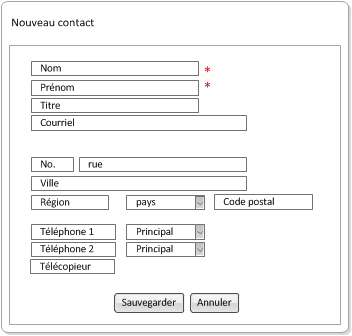 Nouveau contact
Nom *
Prénom *
Titre
Courriel
No. rue
Ville
Région pays Code postal
Téléphone 1 Principal
Téléphone 2 Principal
Télécopieur
Sauvegarder Annuler